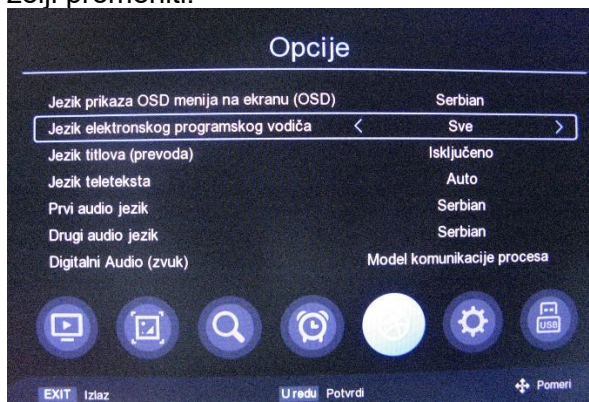 Opcije
Jezik prikaza OSD menija na ekranu (OSD) Serbian
Jezik elektronskog programskog vodiča < Sve >
Jezik titlova (prevoda) Isključeno
Jezik teleteksta Auto
Prvi audio jezik Serbian
Drugi audio jezik Serbian
Digitalni Audio (zvuk) Model komunikacije procesa
USB
EXIT Izlaz U redu Potvrdi Pomeri